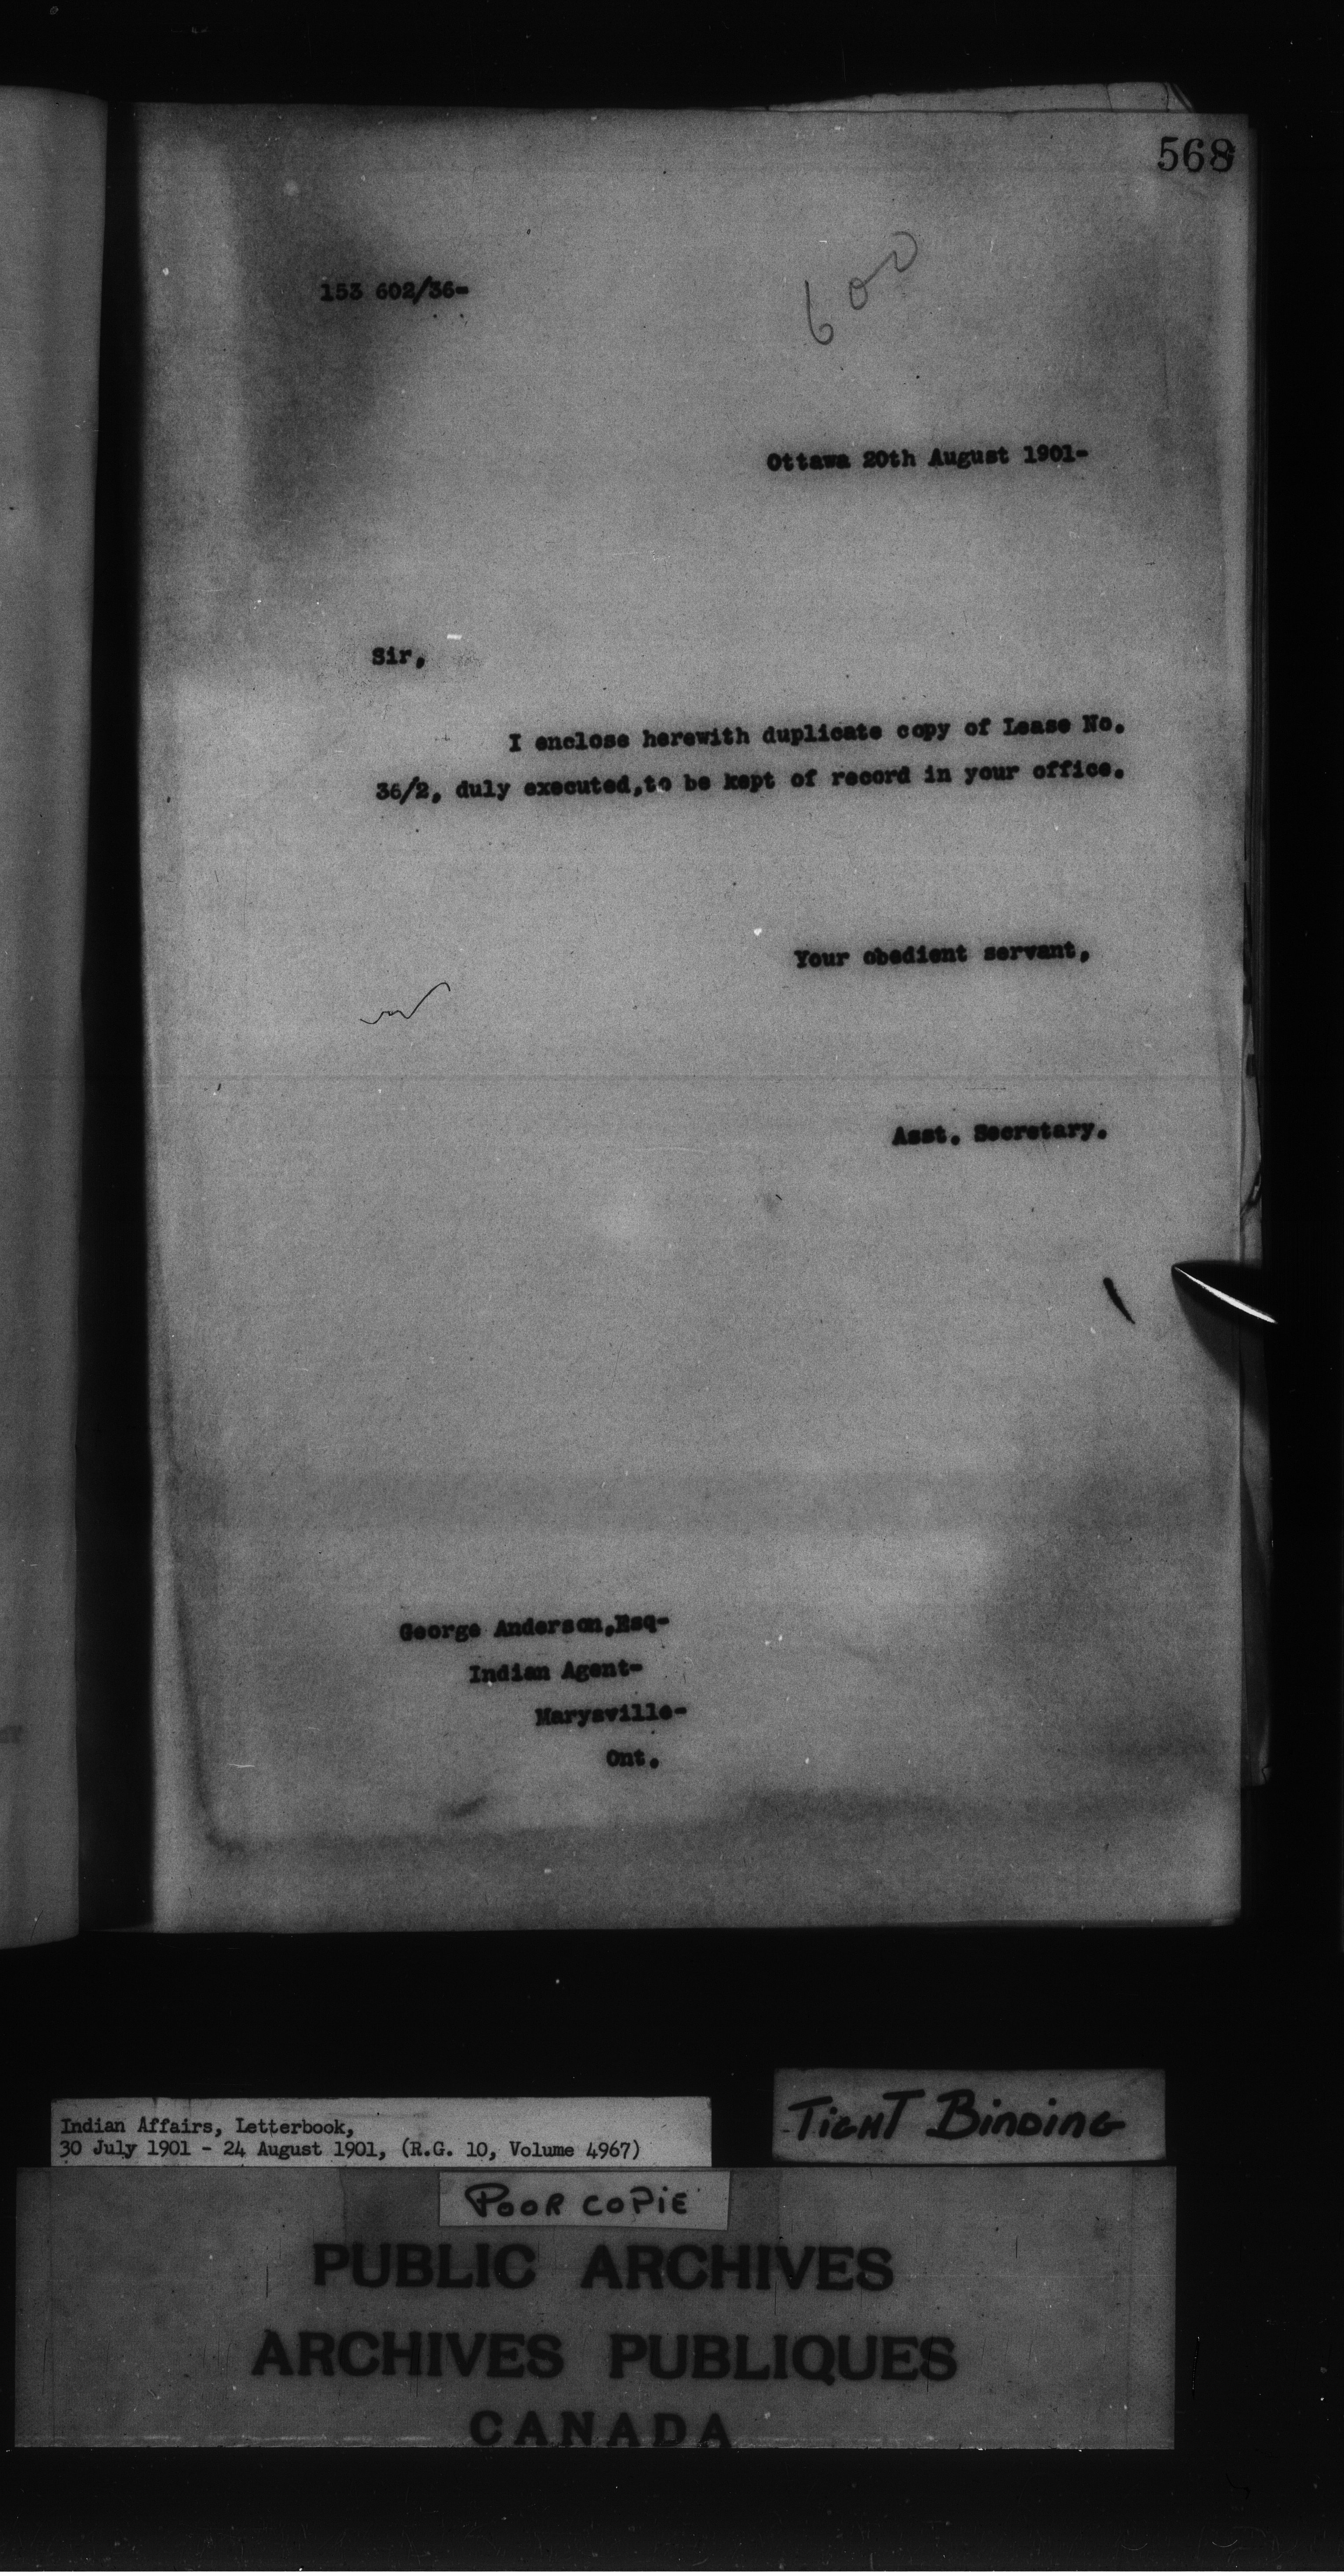 568
600
153 602/36-
Ottawa 20th August 1901-
Sir,
I enclose herewith duplicate copy of Lease No.
36/2, duly executed,to be kept of record in your office.
Your obedient servant,
Asst. Secretary.
George Anderson,Esq-
Indian Agent-
Marysville-
Ont.
TIGHT BINDING
Indian Affairs, Letterbook,
30 July 1901 - 24 August 1901, (R.G. 10, Volume 4967)
POOR COPIE
PUBLIC ARCHIVES
ARCHIVES PUBLIQUES
CANADA